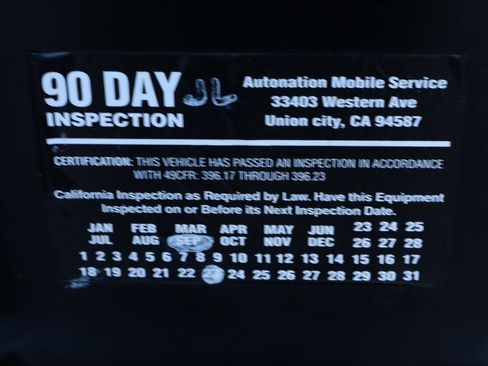 90 DAY JL
INSPECTION
Autonation Mobile Service
33403 Western Ave
Union city, CA 94587
CERTIFICATION: THIS VEHICLE HAS PASSED AN INSPECTION IN ACCORDANCE
WITH 49CFR: 396.17 THROUGH 396.23
California Inspection as Required by Law. Have this Equipment
Inspected on or Before its Next Inspection Date.
JAN FEB MAR APR MAY JUN 23 24 25
JUL AUG SEP OCT NOV DEC 26 27 28
1 2 3 4 5 6 7 8 9 10 11 12 13 14 15 16 17
18 19 20 21 22 23 24 25 26 27 28 29 30 31